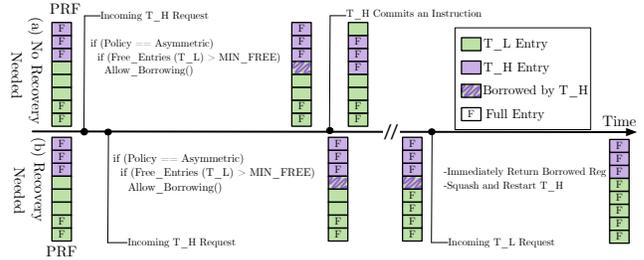 PRF
Incoming T_H Request
T_H Commits an Instruction
(a) No Recovery
Needed
F
F
F
F
F
if (Policy == Asymmetric)
if (Free_Entries (T_L) > MIN_FREE)
Allow_Borrowing()
F
F
F
F
F
F
F
F
F
T_L Entry
T_H Entry
Borrowed by T_H
F Full Entry
Time
(b) Recovery
Needed
F
F
F
F
F
if (Policy == Asymmetric)
if (Free_Entries (T_L) > MIN_FREE)
Allow_Borrowing()
F
F
F
F
F
F
F
F
F
F
F
-Immediately Return Borrowed Reg
-Squash and Restart T_H
F
F
F
F
F
F
Incoming T_H Request
Incoming T_L Request
PRF